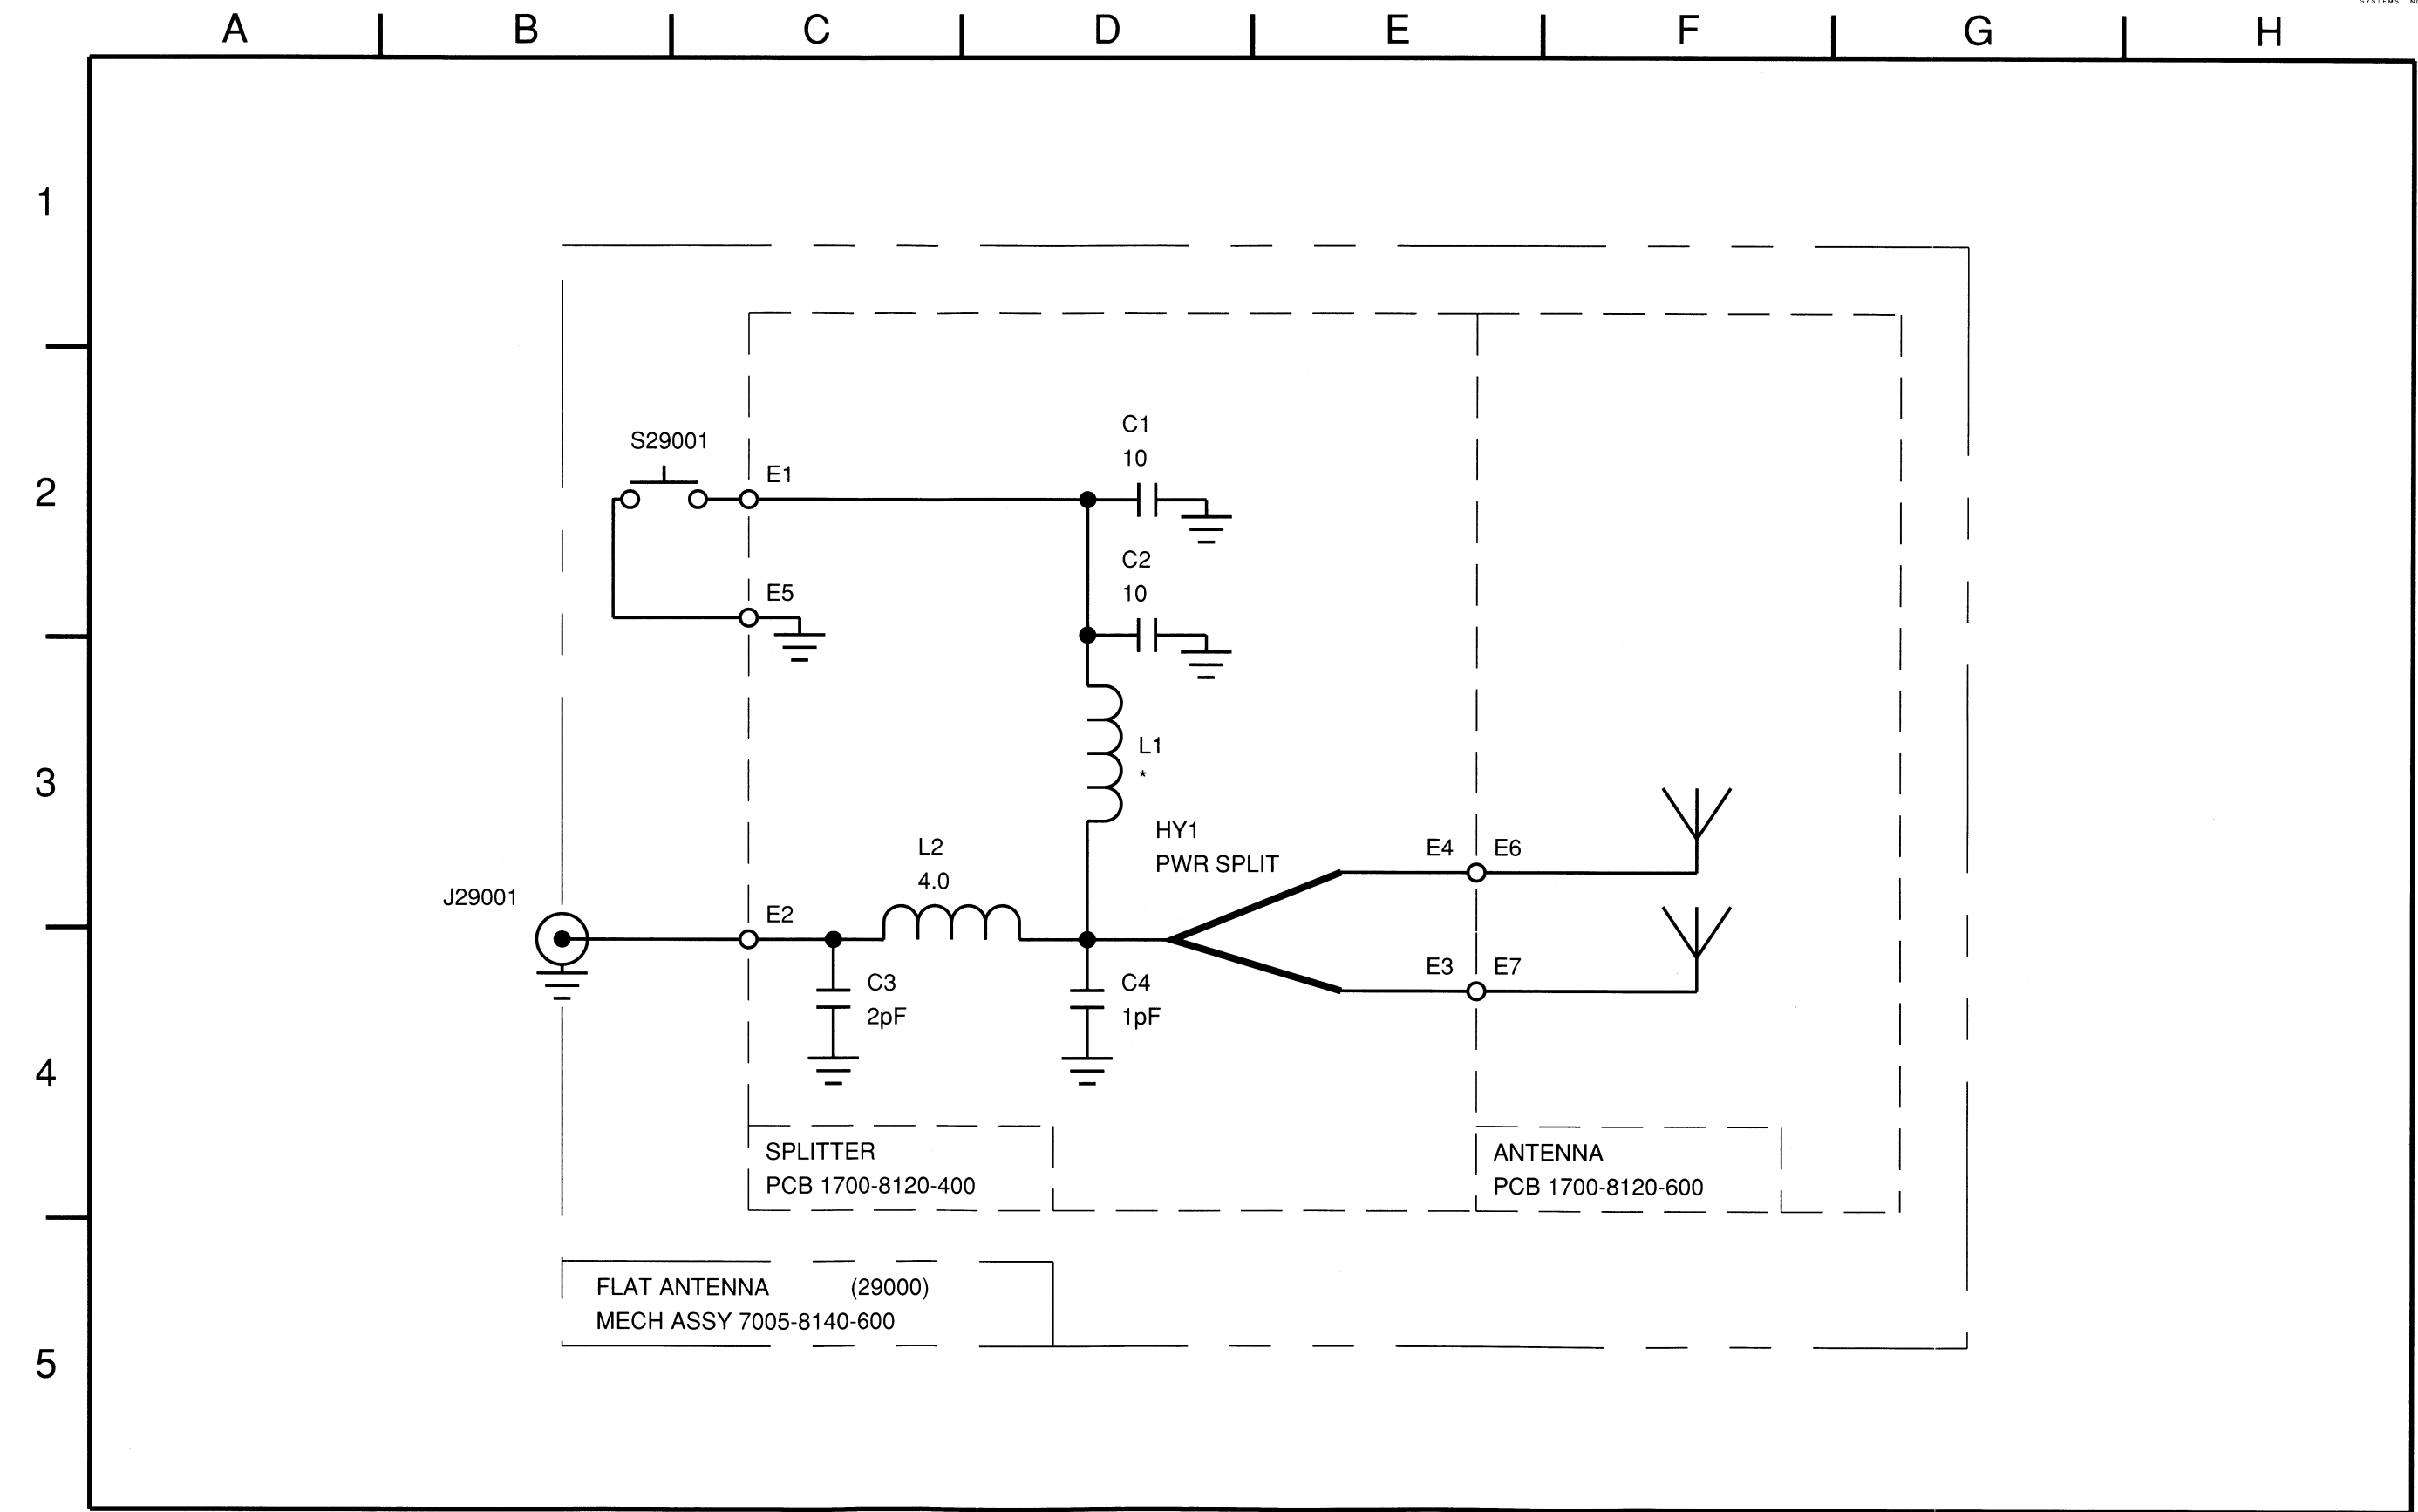 SYSTEMS INC
A B C D E F G H
1
2
3
4
5
S29001
E1
C1
10
C2
10
E5
L1
*
HY1
PWR SPLIT
L2
4.0
J29001
E2
E4 E6
E3 E7
C3
2pF
C4
1pF
SPLITTER
PCB 1700-8120-400
ANTENNA
PCB 1700-8120-600
FLAT ANTENNA (29000)
MECH ASSY 7005-8140-600